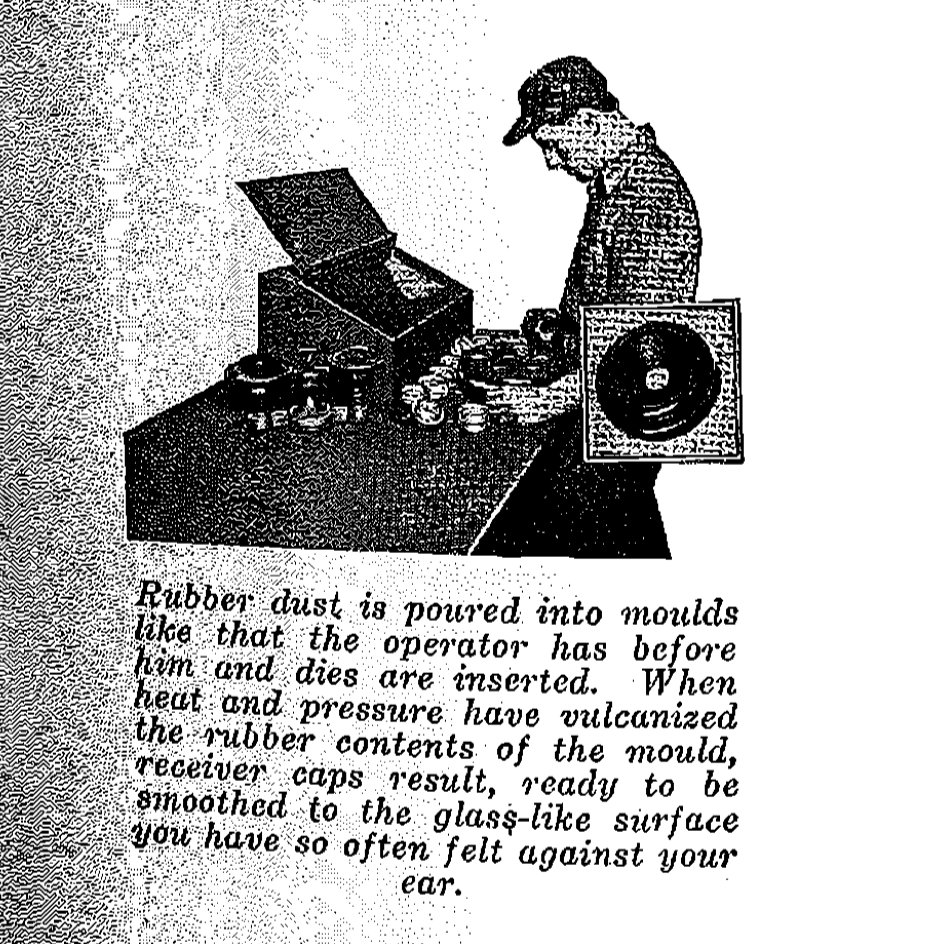 Rubber dust is poured into moulds
like that the operator has before
him and dies are inserted. When
heat and pressure have vulcanized
the rubber contents of the mould,
receiver caps result, ready to be
smoothed to the glass-like surface
you have so often felt against your
ear.